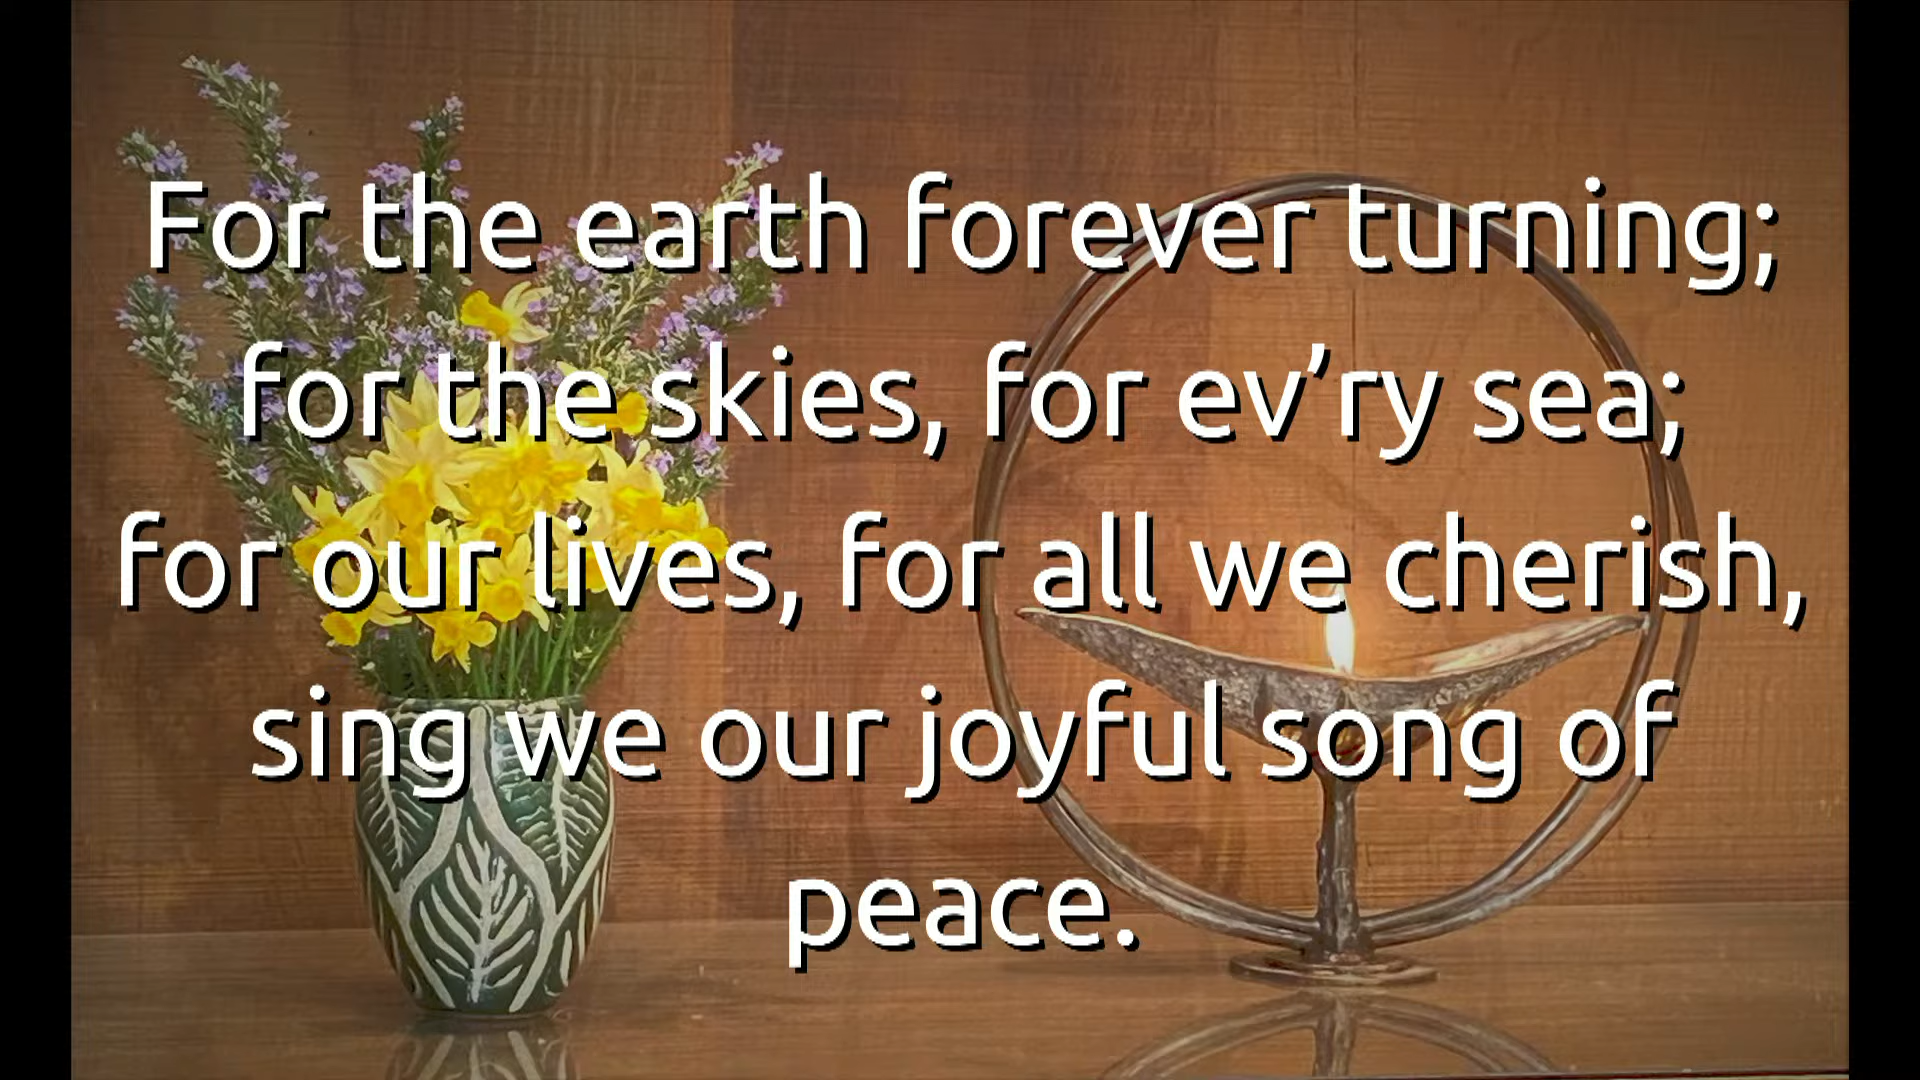 For the earth forever turning;
for the skies, for ev’ry sea;
for our lives, for all we cherish,
sing we our joyful song of
peace.